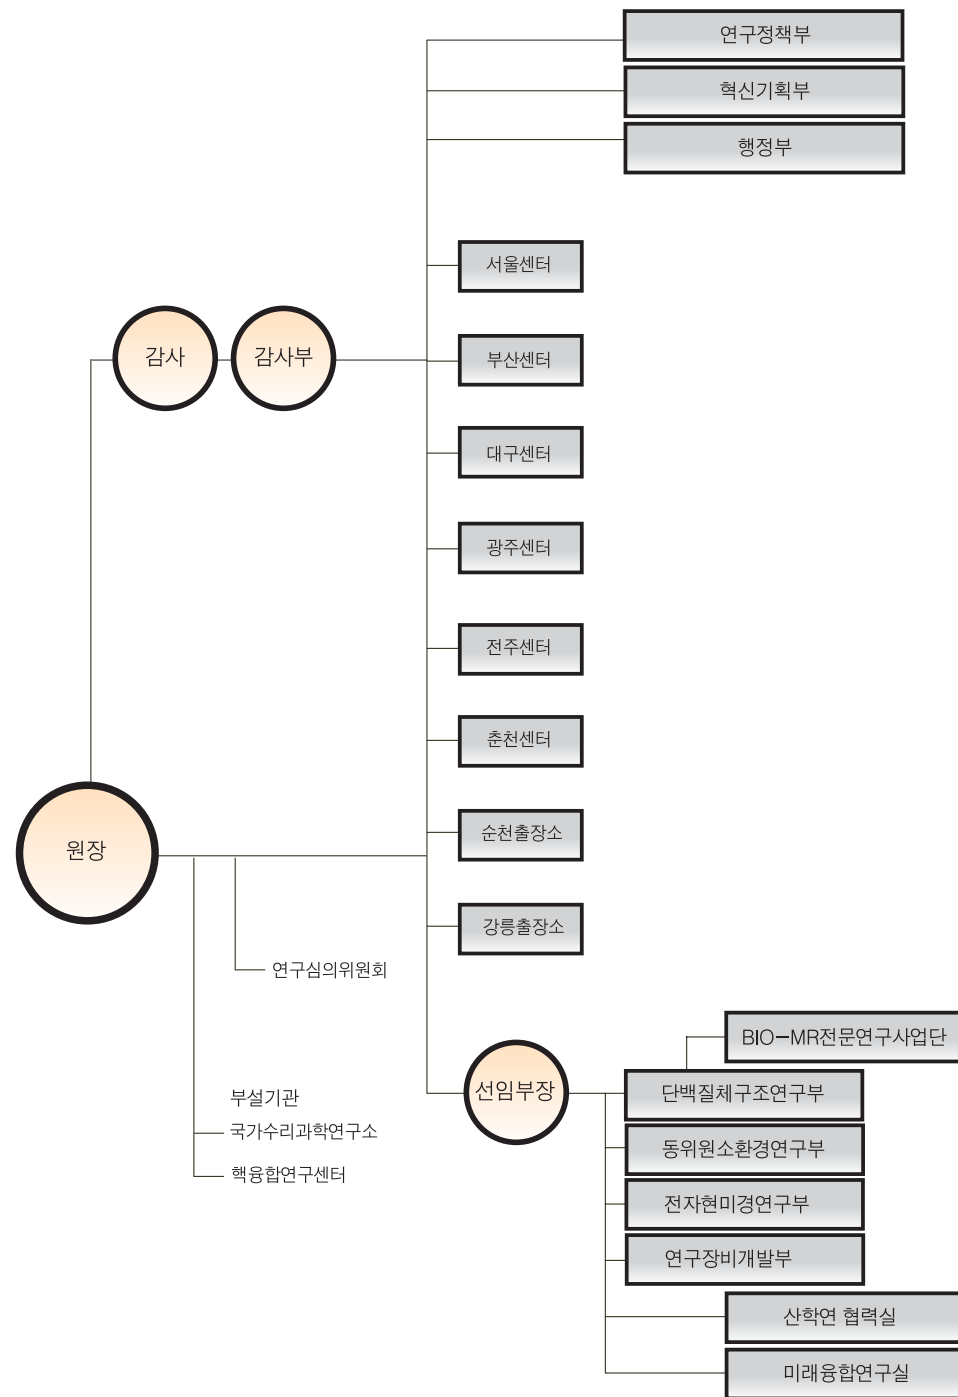 연구정책부
혁신기획부
행정부
서울센터
감사
감사부
부산센터
대구센터
광주센터
전주센터
춘천센터
순천출장소
원장
강릉출장소
연구심의위원회
BIO-MR전문연구사업단
선임부장
단백질체구조연구부
부설기관
국가수리과학연구소
동위원소환경연구부
핵융합연구센터
전자현미경연구부
연구장비개발부
산학연 협력실
미래융합연구실